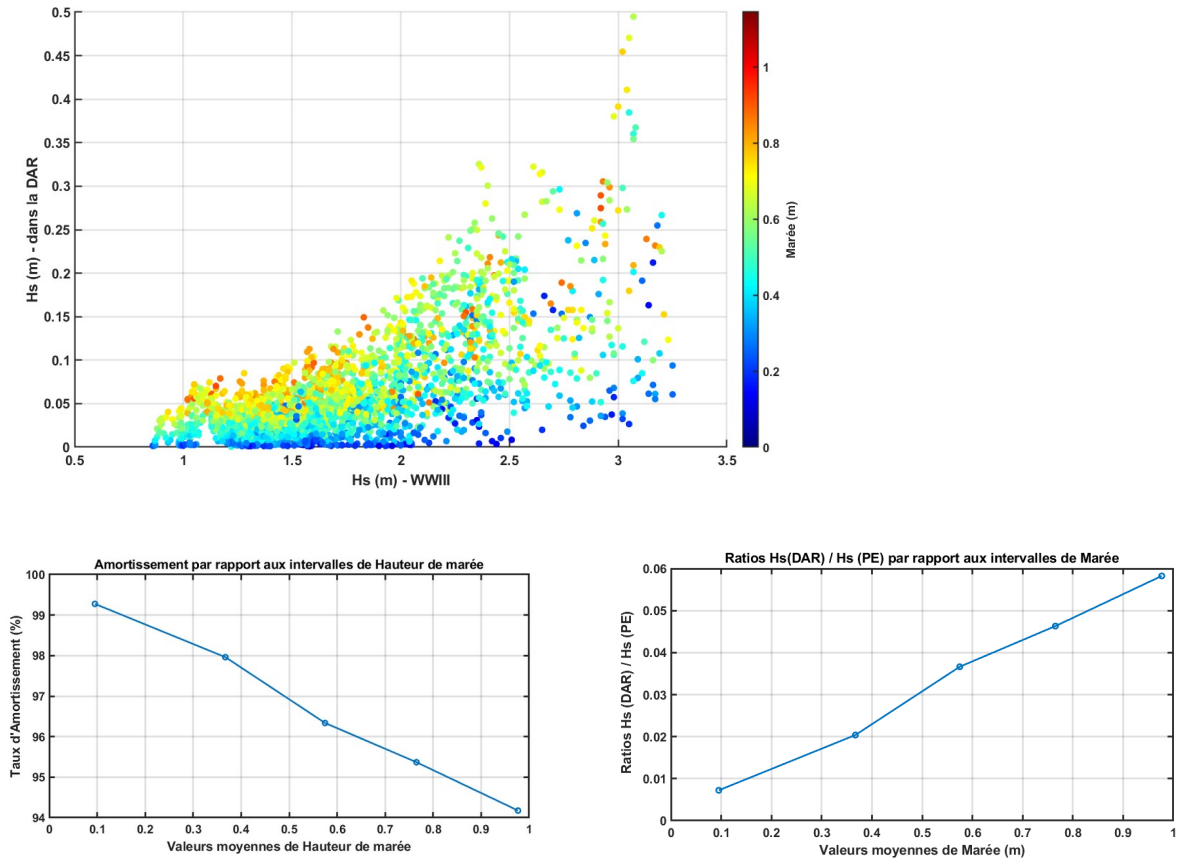 0.5
0.45
0.4
0.35
0.3
0.25
0.2
0.15
0.1
0.05
0
Hs (m) - dans la DAR
0.5 1 1.5 2 2.5 3 3.5
Hs (m) - WWIII
1
0.8
0.6
0.4
0.2
0
Marée (m)
Amortissement par rapport aux intervalles de Hauteur de marée
100
99
98
97
96
95
94
Taux d'Amortissement (%)
0 0.1 0.2 0.3 0.4 0.5 0.6 0.7 0.8 0.9 1
Valeurs moyennes de Hauteur de marée
Ratios Hs(DAR) / Hs (PE) par rapport aux intervalles de Marée
0.06
0.05
0.04
0.03
0.02
0.01
0
Ratios Hs (DAR) / Hs (PE)
0 0.1 0.2 0.3 0.4 0.5 0.6 0.7 0.8 0.9 1
Valeurs moyennes de Marée (m)